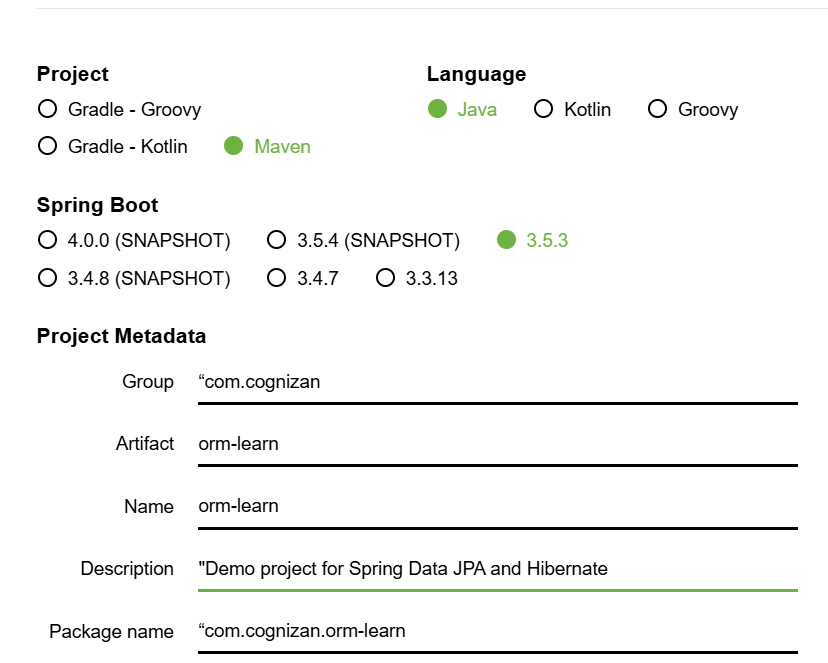 Project
Language
Gradle - Groovy
Java Kotlin Groovy
Gradle - Kotlin Maven
Spring Boot
4.0.0 (SNAPSHOT) 3.5.4 (SNAPSHOT) 3.5.3
3.4.8 (SNAPSHOT) 3.4.7 3.3.13
Project Metadata
Group “com.cognizan
Artifact orm-learn
Name orm-learn
Description "Demo project for Spring Data JPA and Hibernate
Package name “com.cognizan.orm-learn